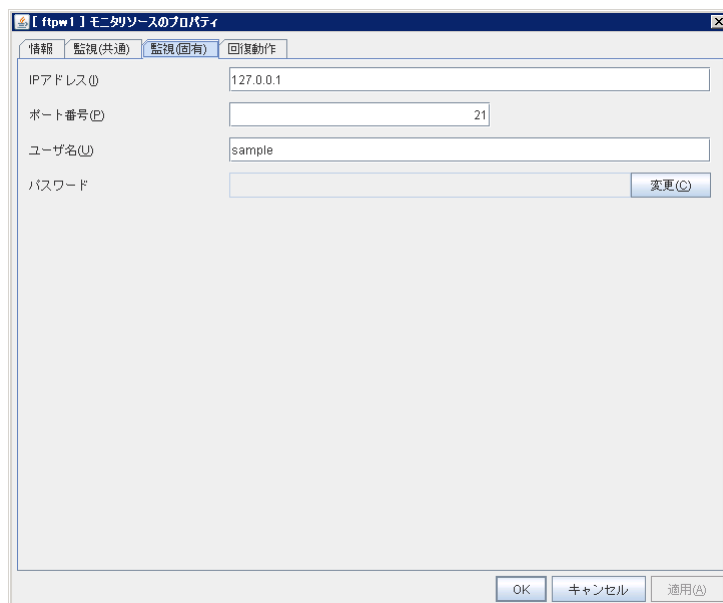 [ ftpw1 ] モニタリソースのプロパティ
情報 監視(共通) 監視(固有) 回復動作
IPアドレス(I) 127.0.0.1
ポート番号(P) 21
ユーザ名(U) sample
パスワード 変更(C)
OK キャンセル 適用(A)